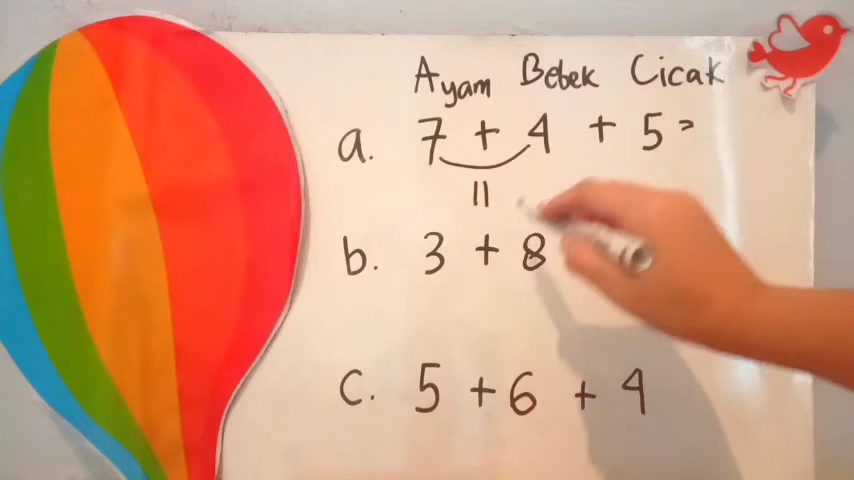 Ayam Bebek Cicak
a. 7 + 4 + 5 =
11
b. 3 + 8
c. 5 + 6 + 4